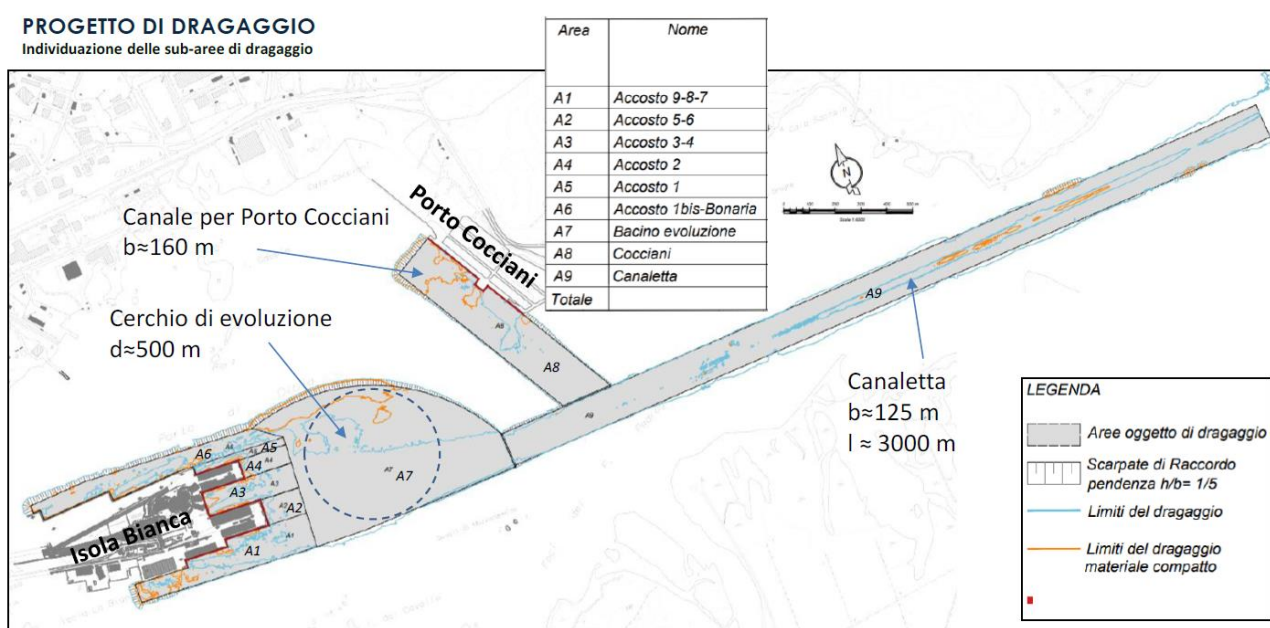 PROGETTO DI DRAGAGGIO
Individuazione delle sub-aree di dragaggio
Area Nome
A1 Accosto 9-8-7
A2 Accosto 5-6
A3 Accosto 3-4
A4 Accosto 2
A5 Accosto 1
A6 Accosto 1bis-Bonaria
A7 Bacino evoluzione
A8 Cocciani
A9 Canaletta
Totale
Canale per Porto Cocciani
b≈160 m
Porto Cocciani
N
Cerchio di evoluzione
d≈500 m
A8
A9
Canaletta
b≈125 m
l ≈ 3000 m
A6
A5
A4
A3
A2
A1
A7
Isola Bianca
LEGENDA
Aree oggetto di dragaggio
Scarpate di Raccordo
pendenza h/b= 1/5
Limiti del dragaggio
Limiti del dragaggio
materiale compatto